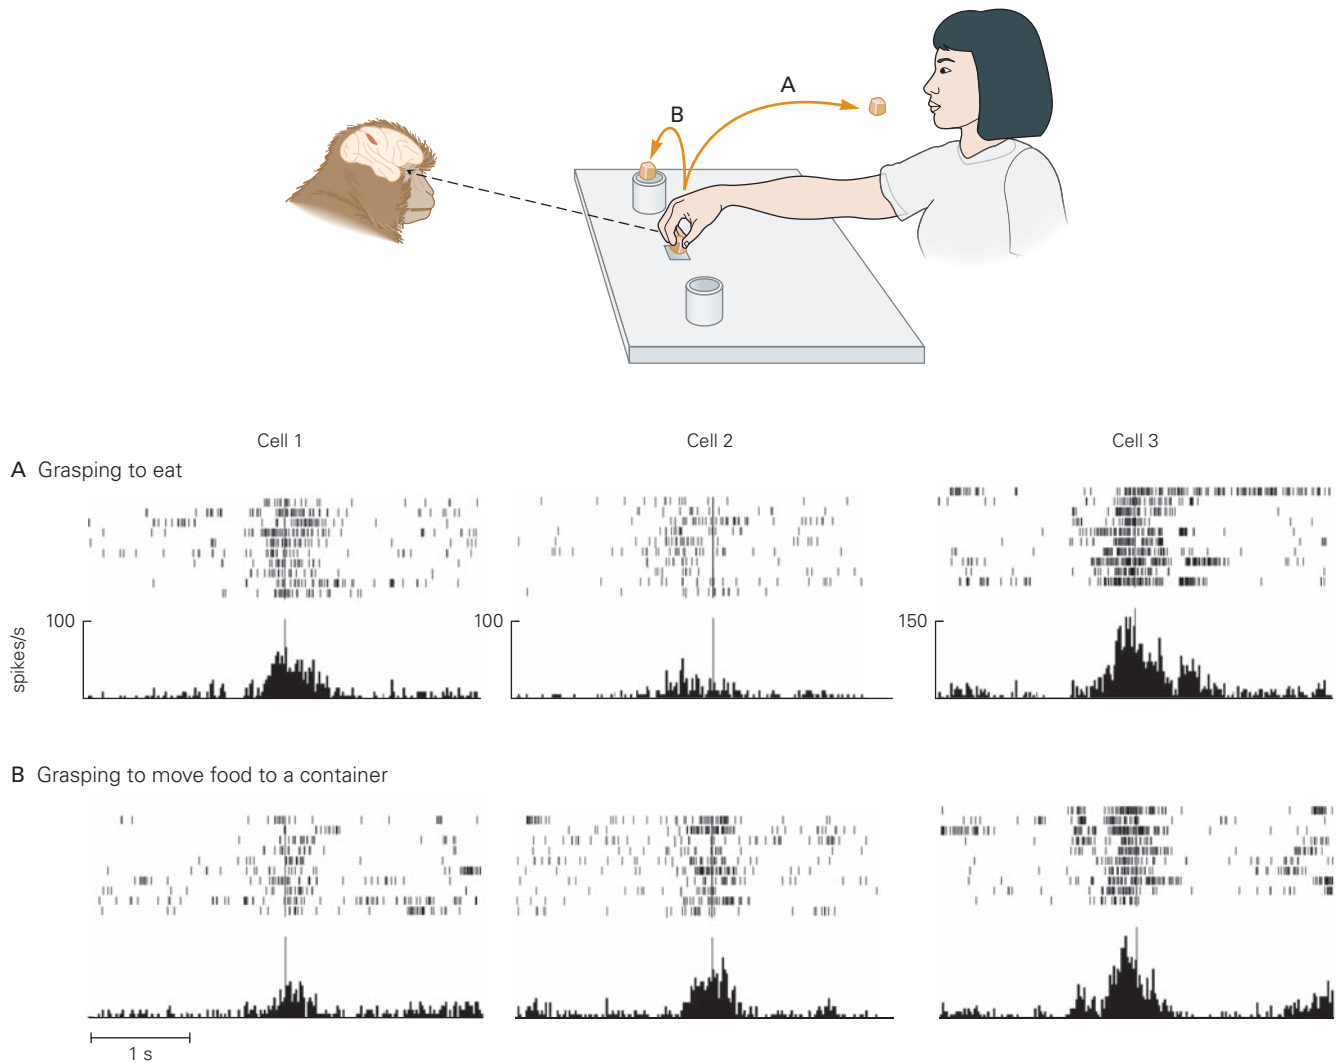 A
B
Cell 1
Cell 2
Cell 3
A Grasping to eat
100
100
150
spikes/s
B Grasping to move food to a container
1 s